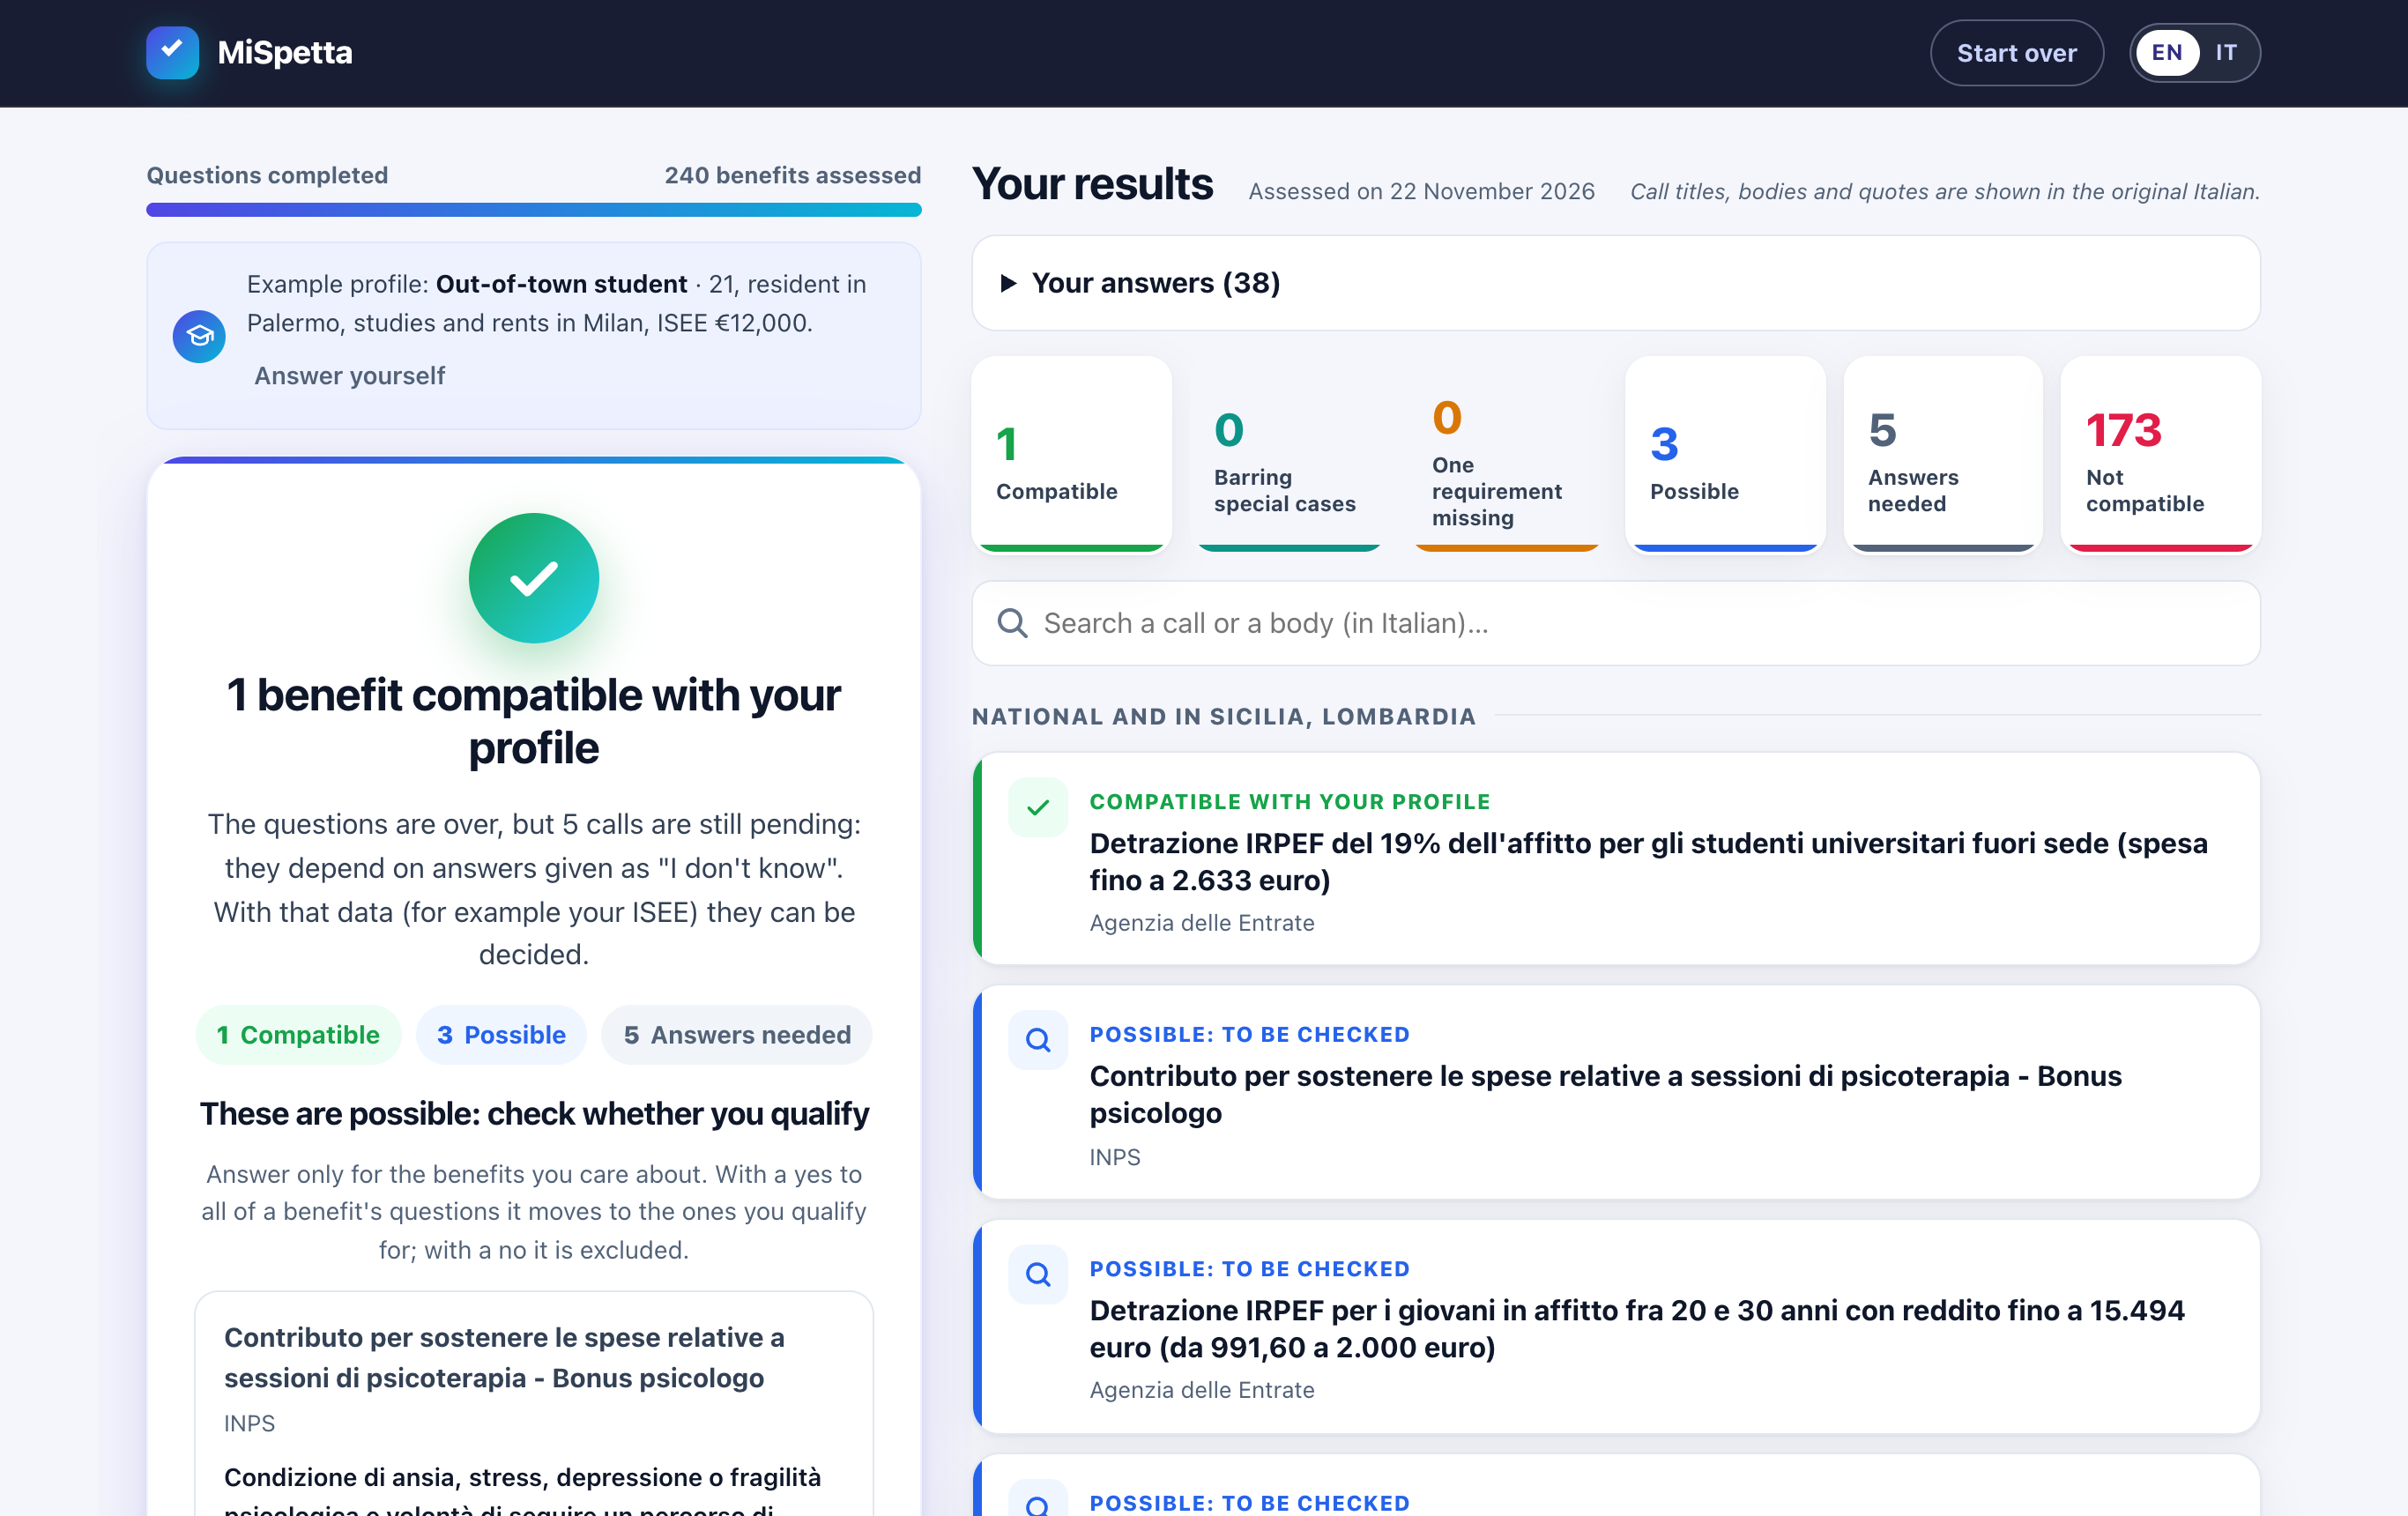 MiSpetta
Start over
EN IT
Questions completed
240 benefits assessed
Example profile: Out-of-town student · 21, resident in
Palermo, studies and rents in Milan, ISEE €12,000.
Answer yourself
1 benefit compatible with your
profile
The questions are over, but 5 calls are still pending:
they depend on answers given as "I don't know".
With that data (for example your ISEE) they can be
decided.
1 Compatible
3 Possible
5 Answers needed
These are possible: check whether you qualify
Answer only for the benefits you care about. With a yes to
all of a benefit's questions it moves to the ones you qualify
for; with a no it is excluded.
Contributo per sostenere le spese relative a
sessioni di psicoterapia - Bonus psicologo
INPS
Condizione di ansia, stress, depressione o fragilità
psicologica e volontà di seguire un percorso di
Your results
Assessed on 22 November 2026
Call titles, bodies and quotes are shown in the original Italian.
Your answers (38)
1
Compatible
0
Barring
special cases
0
One
requirement
missing
3
Possible
5
Answers
needed
173
Not
compatible
Search a call or a body (in Italian)...
NATIONAL AND IN SICILIA, LOMBARDIA
COMPATIBLE WITH YOUR PROFILE
Detrazione IRPEF del 19% dell'affitto per gli studenti universitari fuori sede (spesa
fino a 2.633 euro)
Agenzia delle Entrate
POSSIBLE: TO BE CHECKED
Contributo per sostenere le spese relative a sessioni di psicoterapia - Bonus
psicologo
INPS
POSSIBLE: TO BE CHECKED
Detrazione IRPEF per i giovani in affitto fra 20 e 30 anni con reddito fino a 15.494
euro (da 991,60 a 2.000 euro)
Agenzia delle Entrate
POSSIBLE: TO BE CHECKED